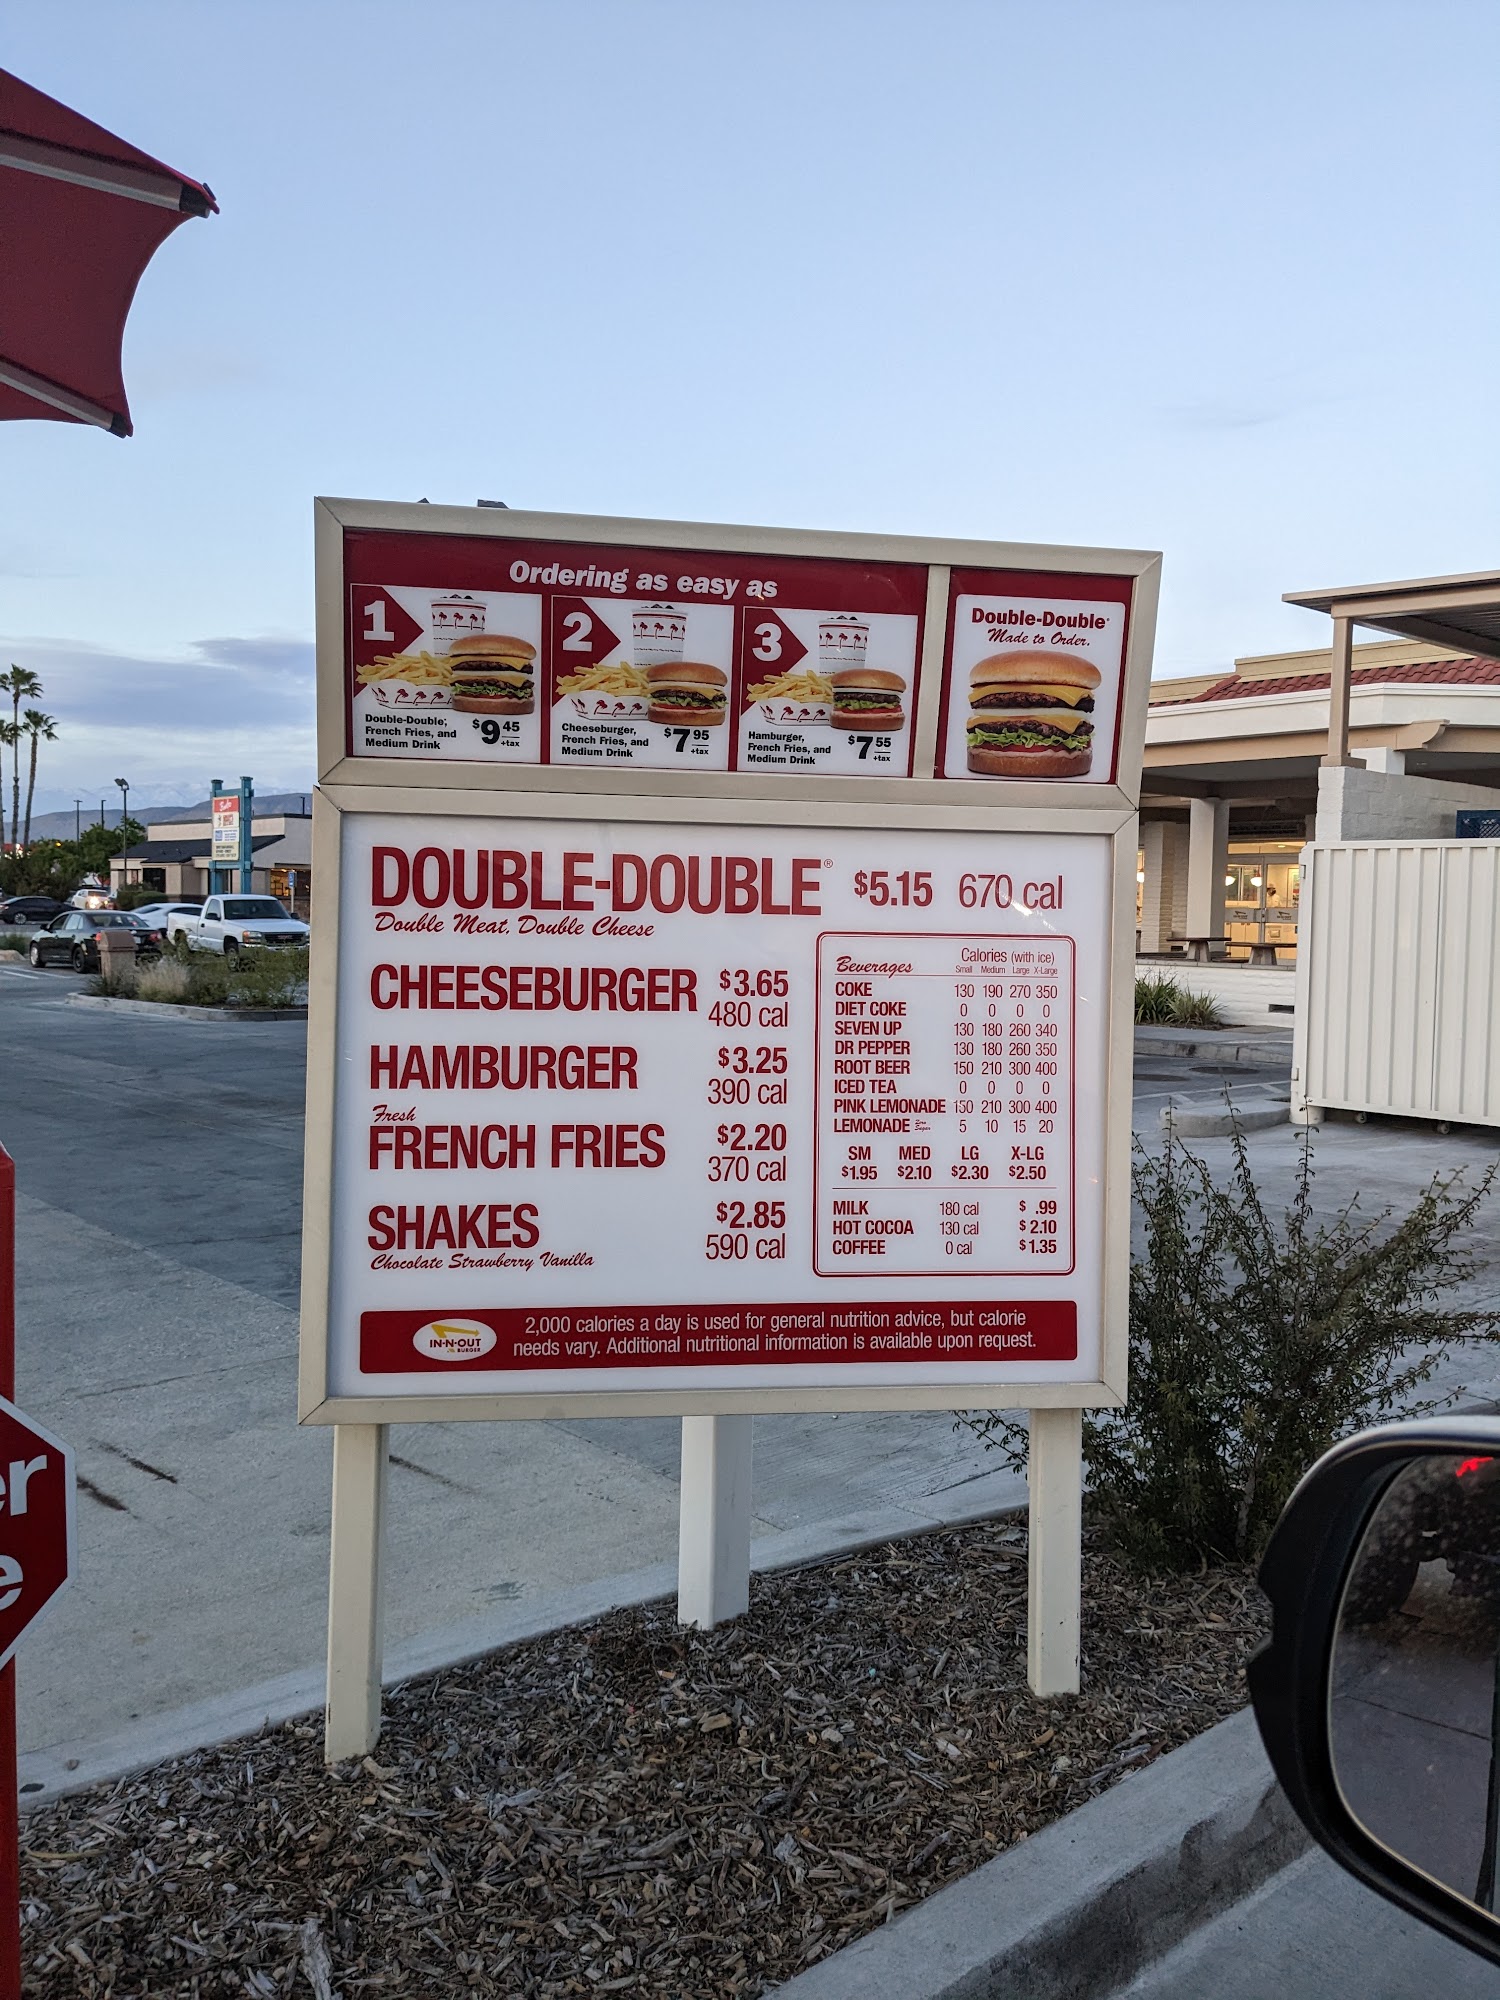 Ordering as easy as
1
Double-Double®,
French Fries, and
Medium Drink
$9 45
+tax
2
Cheeseburger,
French Fries, and
Medium Drink
$7 95
+tax
3
Hamburger,
French Fries, and
Medium Drink
$7 55
+tax
Double-Double®
Made to Order.
DOUBLE-DOUBLE® $5.15 670 cal
Double Meat, Double Cheese
CHEESEBURGER $3.65
480 cal
HAMBURGER $3.25
390 cal
Fresh
FRENCH FRIES $2.20
370 cal
SHAKES $2.85
Chocolate Strawberry Vanilla 590 cal
Beverages Calories (with ice)
Small Medium Large X-Large
COKE 130 190 270 350
DIET COKE 0 0 0 0
SEVEN UP 130 180 260 340
DR PEPPER 130 180 260 350
ROOT BEER 150 210 300 400
ICED TEA 0 0 0 0
PINK LEMONADE 150 210 300 400
LEMONADE Zero Sugar 5 10 15 20
SM MED LG X-LG
$1.95 $2.10 $2.30 $2.50
MILK 180 cal $ .99
HOT COCOA 130 cal $2.10
COFFEE 0 cal $1.35
IN-N-OUT
BURGER
2,000 calories a day is used for general nutrition advice, but calorie
needs vary. Additional nutritional information is available upon request.
er
e